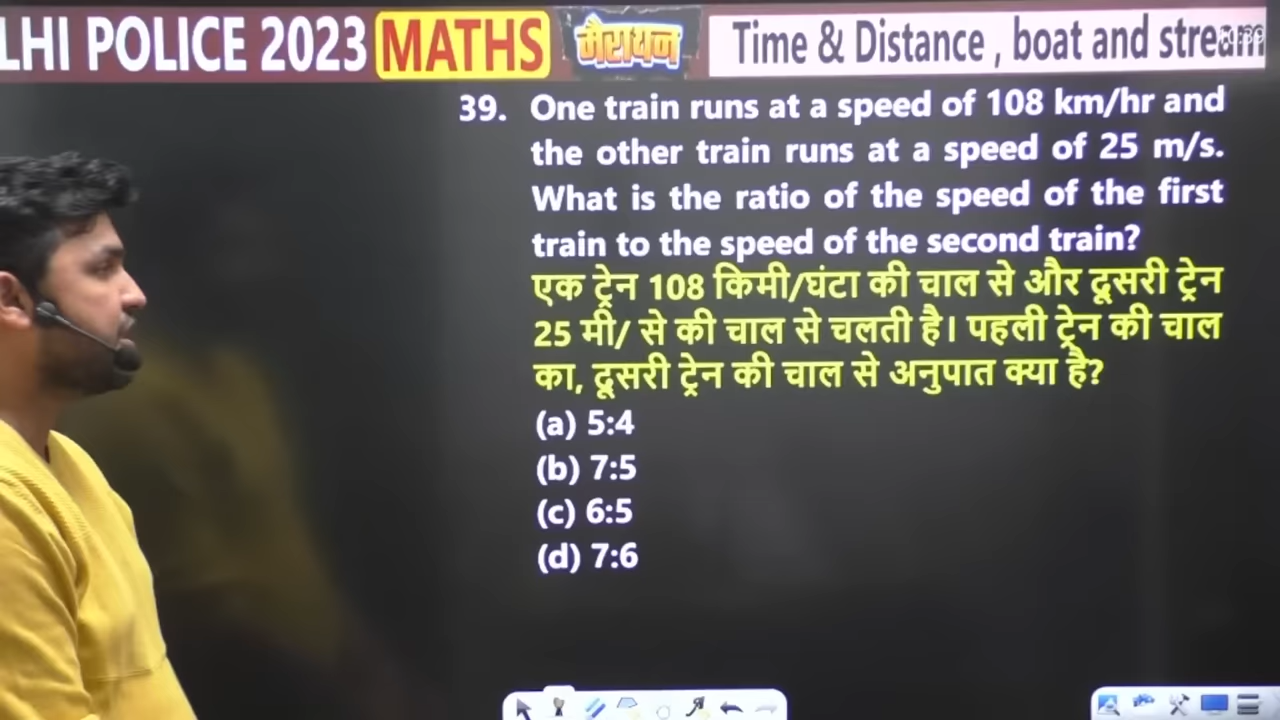 LHI POLICE 2023 MATHS मैराथन Time & Distance , boat and stream
39. One train runs at a speed of 108 km/hr and
the other train runs at a speed of 25 m/s.
What is the ratio of the speed of the first
train to the speed of the second train?
एक ट्रेन 108 किमी/घंटा की चाल से और दूसरी ट्रेन
25 मी/ से की चाल से चलती है। पहली ट्रेन की चाल
का, दूसरी ट्रेन की चाल से अनुपात क्या है?
(a) 5:4
(b) 7:5
(c) 6:5
(d) 7:6